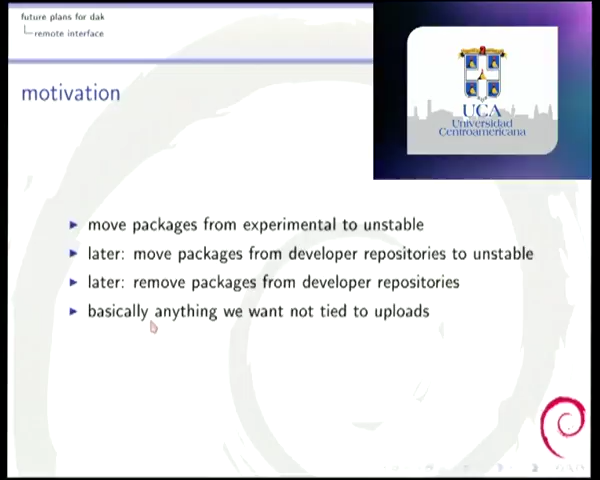 future plans for dak
remote interface
motivation
UCA
Universidad
Centroamericana
move packages from experimental to unstable
later: move packages from developer repositories to unstable
later: remove packages from developer repositories
basically anything we want not tied to uploads